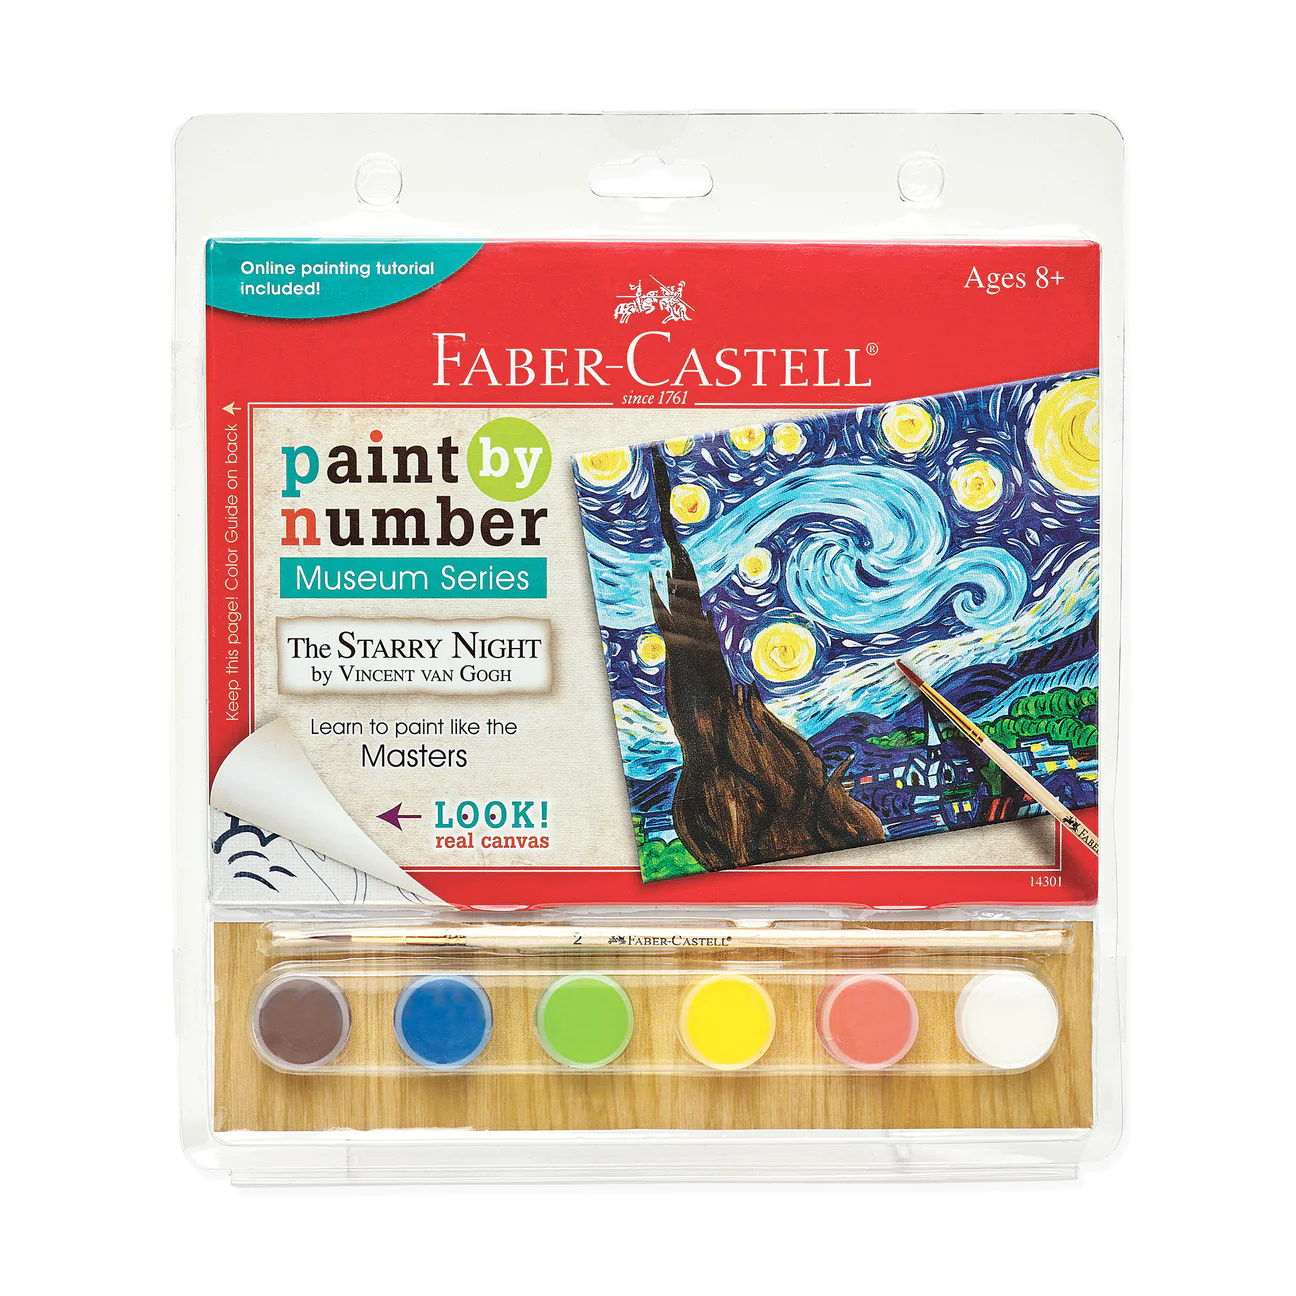 Online painting tutorial
included!
Ages 8+
FABER-CASTELL®
since 1761
Keep this page! Color Guide on back
paint by
number
Museum Series
The STARRY NIGHT
by VINCENT VAN GOGH
Learn to paint like the
Masters
LOOK!
real canvas
FABE
14301
2 FABER-CASTELL®